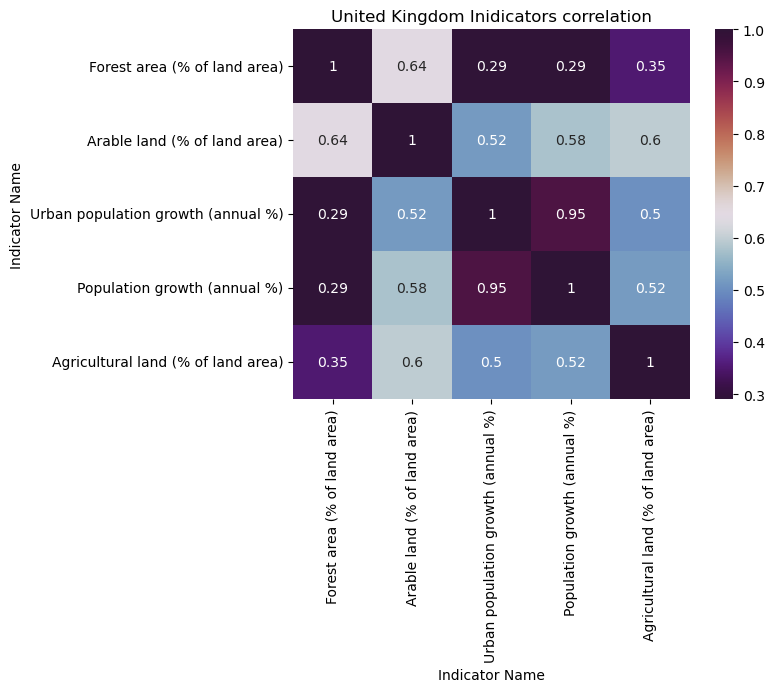 United Kingdom Inidicators correlation
Indicator Name
Forest area (% of land area)
1 0.64 0.29 0.29 0.35
Arable land (% of land area)
0.64 1 0.52 0.58 0.6
Urban population growth (annual %)
0.29 0.52 1 0.95 0.5
Population growth (annual %)
0.29 0.58 0.95 1 0.52
Agricultural land (% of land area)
0.35 0.6 0.5 0.52 1
Forest area (% of land area)
Arable land (% of land area)
Urban population growth (annual %)
Population growth (annual %)
Agricultural land (% of land area)
Indicator Name
1.0
0.9
0.8
0.7
0.6
0.5
0.4
0.3